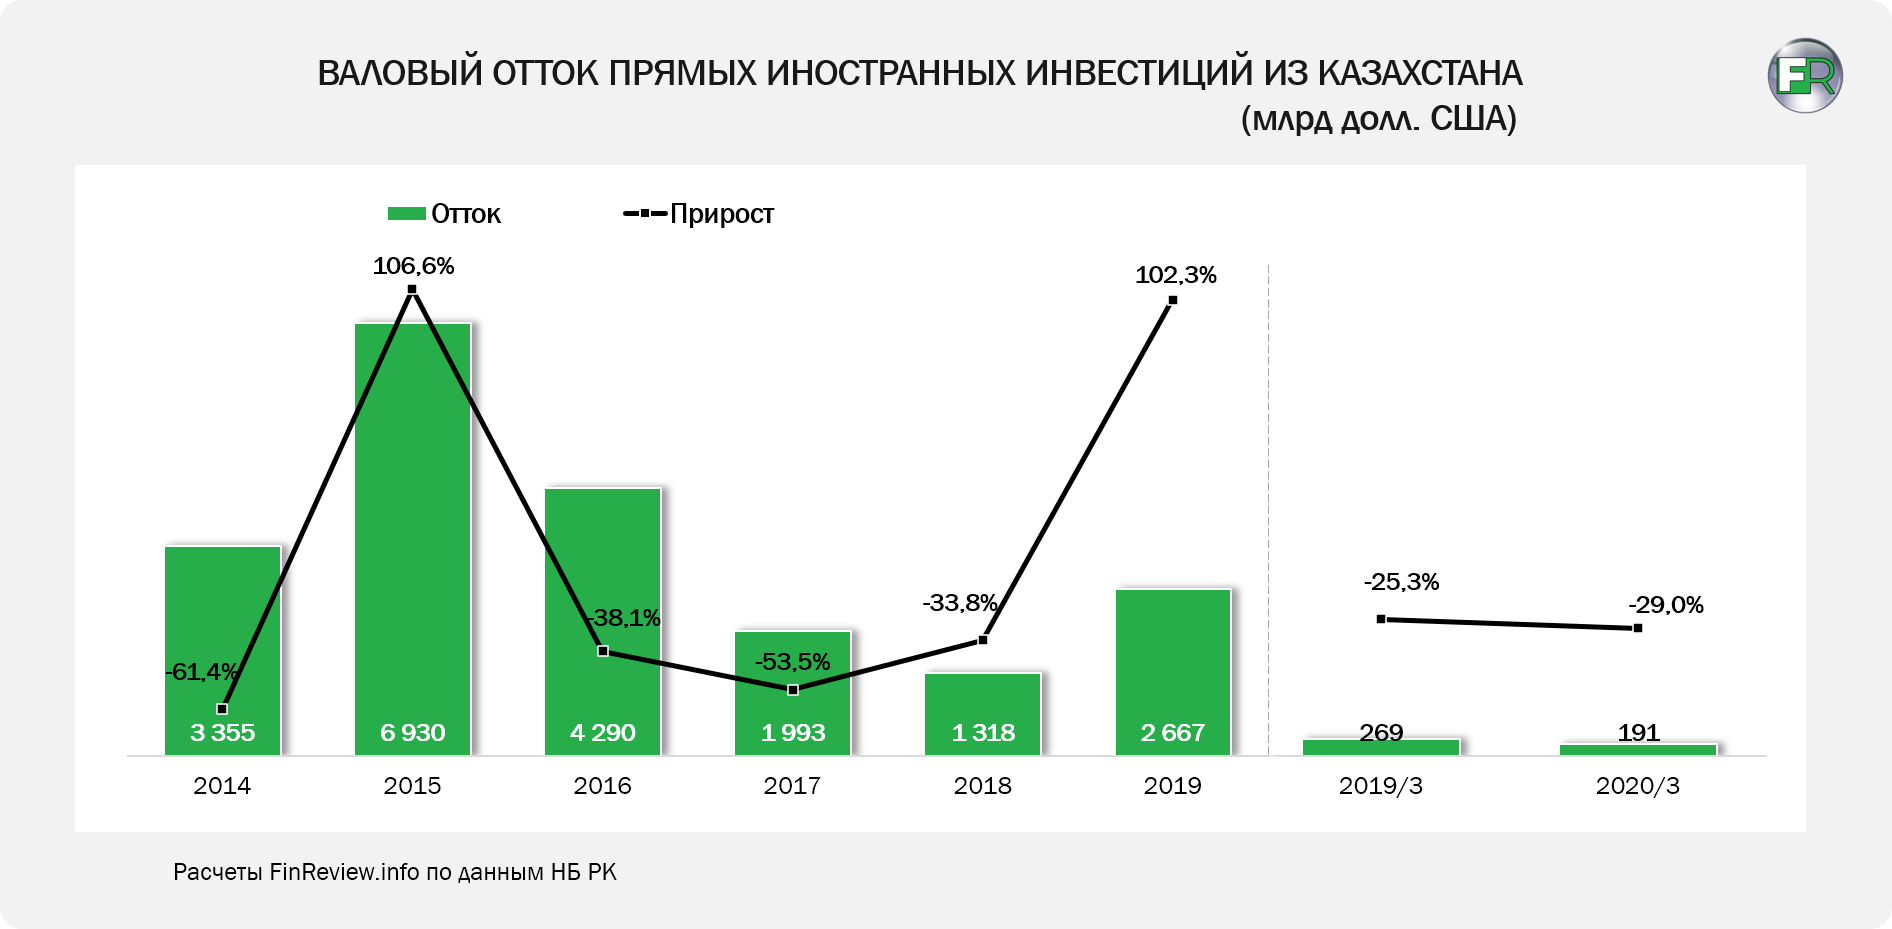 ВАЛОВЫЙ ОТТОК ПРЯМЫХ ИНОСТРАННЫХ ИНВЕСТИЦИЙ ИЗ КАЗАХСТАНА
(млрд долл. США)
FR
Отток Прирост
106,6%
102,3%
-25,3%
-33,8%
-29,0%
-38,1%
-53,5%
-61,4%
3 355 6 930 4 290 1 993 1 318 2 667 269 191
2014 2015 2016 2017 2018 2019 2019/3 2020/3
Расчеты FinReview.info по данным НБ РК